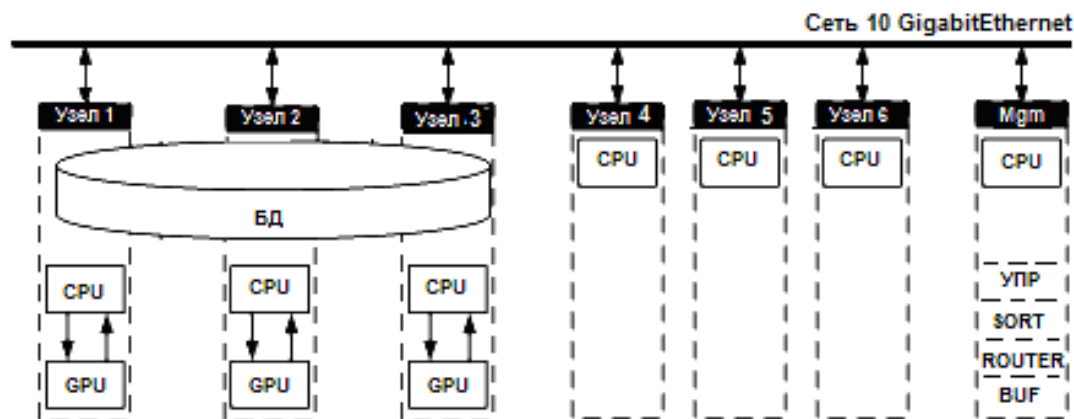 Сеть 10 GigabitEthernet
Узел 1 Узел 2 Узел .3 Узел 4 Узел 5 Узел 6 Mgm
CPU CPU CPU CPU
БД
CPU CPU CPU УПР
SORT
ROUTER
GPU GPU GPU BUF